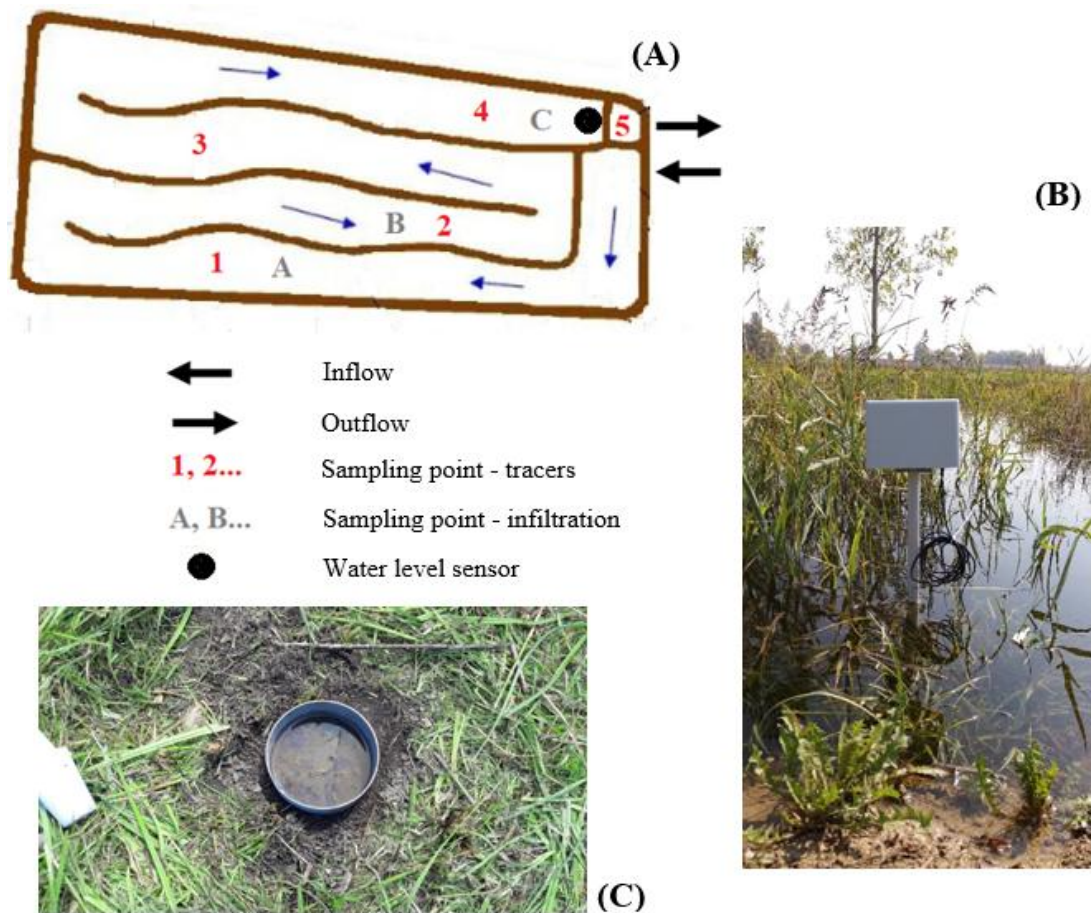 (A)
4
C
5
3
(B)
B
2
1
A
Inflow
Outflow
1, 2... Sampling point - tracers
A, B... Sampling point - infiltration
Water level sensor
(C)